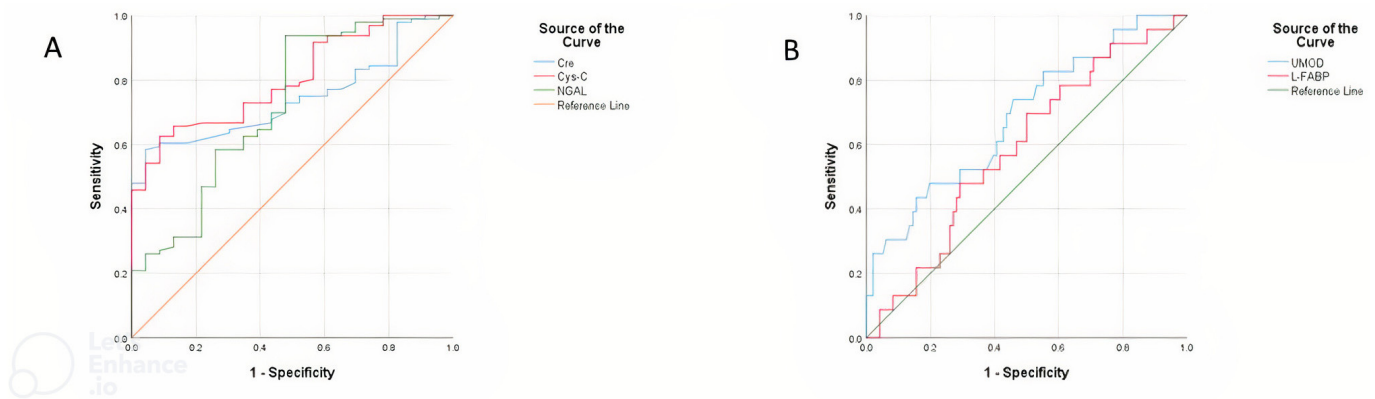 A
1.0
0.8
0.6
0.4
0.2
0.0
0.0
0.2
0.4
0.6
0.8
1.0
Sensitivity
1 - Specificity
Source of the
Curve
Cre
Cys-C
NGAL
Reference Line
B
1.0
0.8
0.6
0.4
0.2
0.0
0.0
0.2
0.4
0.6
0.8
1.0
Sensitivity
1 - Specificity
Source of the
Curve
UMOD
L-FABP
Reference Line
Enhance
.io